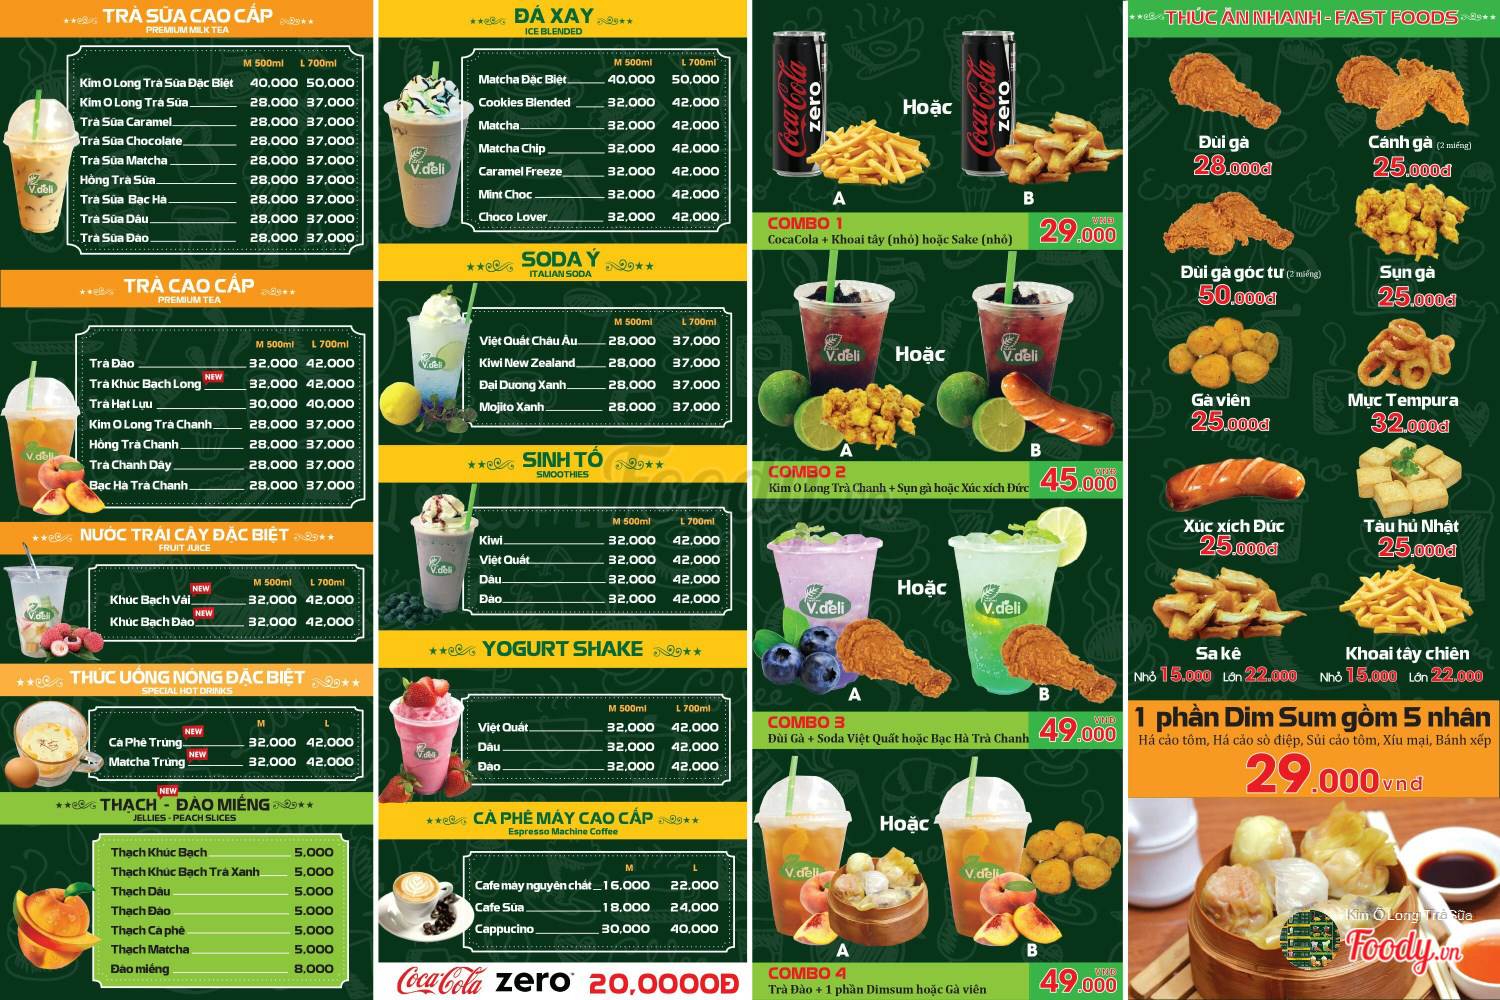 TRÀ SỮA CAO CẤP
PREMIUM MILK TEA
M 500ml L 700ml
Kim Ô Long Trà Sữa Đặc Biệt 40,000 50,000
Kim Ô Long Trà Sữa 28,000 37,000
Trà Sữa Caramel 28,000 37,000
Trà Sữa Chocolate 28,000 37,000
Trà Sữa Matcha 28,000 37,000
Hồng Trà Sữa 28,000 37,000
Trà Sữa Bạc Hà 28,000 37,000
Trà Sữa Dâu 28,000 37,000
Trà Sữa Đào 28,000 37,000
V.deli
TRÀ CAO CẤP
PREMIUM TEA
M 500ml L 700ml
Trà Đào 32,000 42,000
Trà Khúc Bạch Long NEW 32,000 42,000
Trà Hạt Lựu 30,000 40,000
Kim Ô Long Trà Chanh 28,000 37,000
Hồng Trà Chanh 28,000 37,000
Trà Chanh Dây 28,000 37,000
Bạc Hà Trà Chanh 28,000 37,000
V.deli
NƯỚC TRÁI CÂY ĐẶC BIỆT
FRUIT JUICE
M 500ml L 700ml
Khúc Bạch Vải NEW 32,000 42,000
Khúc Bạch Đào NEW 32,000 42,000
THỨC UỐNG NÓNG ĐẶC BIỆT
SPECIAL HOT DRINKS
M L
Cà Phê Trứng NEW 32,000 42,000
Matcha Trứng NEW 32,000 42,000
NEW
THẠCH - ĐÀO MIẾNG
JELLIES - PEACH SLICES
Thạch Khúc Bạch 5,000
Thạch Khúc Bạch Trà Xanh 5,000
Thạch Dâu 5,000
Thạch Đào 5,000
Thạch Cà phê 5,000
Thạch Matcha 5,000
Đào miếng 8,000
ĐÁ XAY
ICE BLENDED
M 500ml L 700ml
Matcha Đặc Biệt 40,000 50,000
Cookies Blended 32,000 42,000
Matcha 32,000 42,000
Matcha Chip 32,000 42,000
Caramel Freeze 32,000 42,000
Mint Choc 32,000 42,000
Choco Lover 32,000 42,000
V.deli
SODA Ý
ITALIAN SODA
M 500ml L 700ml
Việt Quất Châu Âu 28,000 37,000
Kiwi New Zealand 28,000 37,000
Đại Dương Xanh 28,000 37,000
Mojito Xanh 28,000 37,000
V.deli
SINH TỐ
SMOOTHIES
M 500ml L 700ml
Kiwi 32,000 42,000
Việt Quất 32,000 42,000
Dâu 32,000 42,000
Đào 32,000 42,000
V.deli
YOGURT SHAKE
M 500ml L 700ml
Việt Quất 32,000 42,000
Dâu 32,000 42,000
Đào 32,000 42,000
V.deli
CÀ PHÊ MÁY CAO CẤP
Espresso Machine Coffee
M L
Cafe máy nguyên chất 16,000 22,000
Cafe Sữa 18,000 24,000
Cappucino 30,000 40,000
Coca-Cola zero 20,0000Đ
Coca-Cola zero
Hoặc
Coca-Cola zero
A B
COMBO 1
CocaCola + Khoai tây (nhỏ) hoặc Sake (nhỏ)
29.000 VNĐ
V.deli
Hoặc
V.deli
A B
COMBO 2
Kim Ô Long Trà Chanh + Sụn gà hoặc Xúc xích Đức
45.000 VNĐ
V.deli
Hoặc
V.deli
A B
COMBO 3
Đùi Gà + Soda Việt Quất hoặc Bạc Hà Trà Chanh
49.000 VNĐ
Hoặc
V.deli
V.deli
A B
COMBO 4
Trà Đào + 1 phần Dimsum hoặc Gà viên
49.000 VNĐ
THỨC ĂN NHANH - FAST FOODS
Đùi gà
28.000đ
Cánh gà (2 miếng)
25.000đ
Đùi gà góc tư (2 miếng)
50.000đ
Sụn gà
25.000đ
Gà viên
25.000đ
Mực Tempura
32.000đ
Xúc xích Đức
25.000đ
Tàu hủ Nhật
25.000đ
Sa kê
Nhỏ 15.000 Lớn 22.000
Khoai tây chiên
Nhỏ 15.000 Lớn 22.000
1 phần Dim Sum gồm 5 nhân
Há cảo tôm, Há cảo sò điệp, Sủi cảo tôm, Xíu mại, Bánh xếp
29.000 vnđ
Kim Ô Long Trà Sữa
Foody.vn